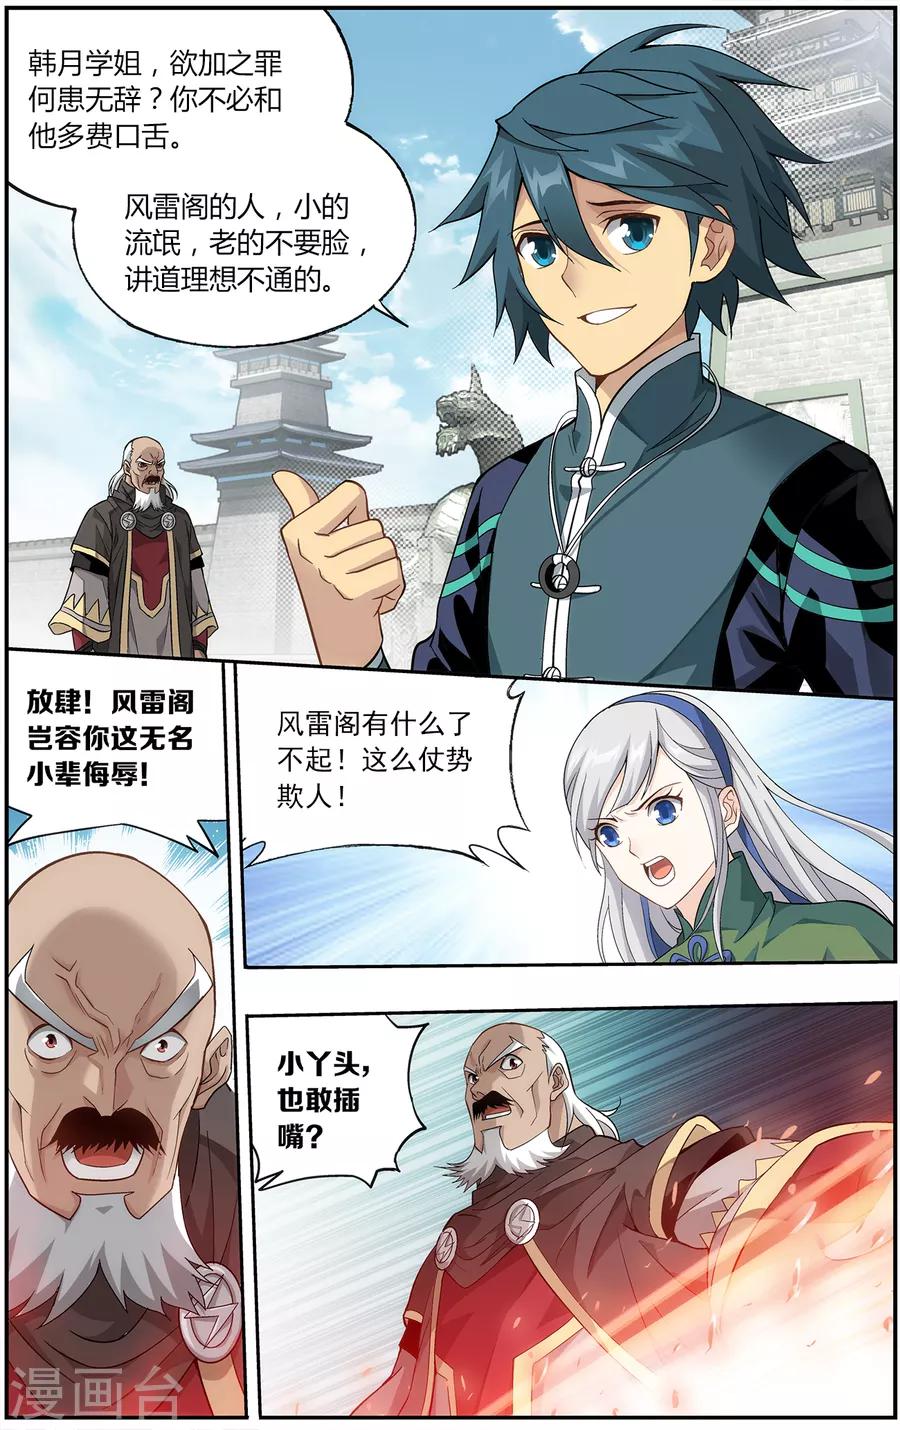 韩月学姐，欲加之罪
何患无辞？你不必和
他多费口舌。
风雷阁的人，小的
流氓，老的不要脸，
讲道理想不通的。
放肆！风雷阁
岂容你这无名
小辈侮辱！
风雷阁有什么了
不起！这么仗势
欺人！
小丫头，
也敢插
嘴？
漫画台